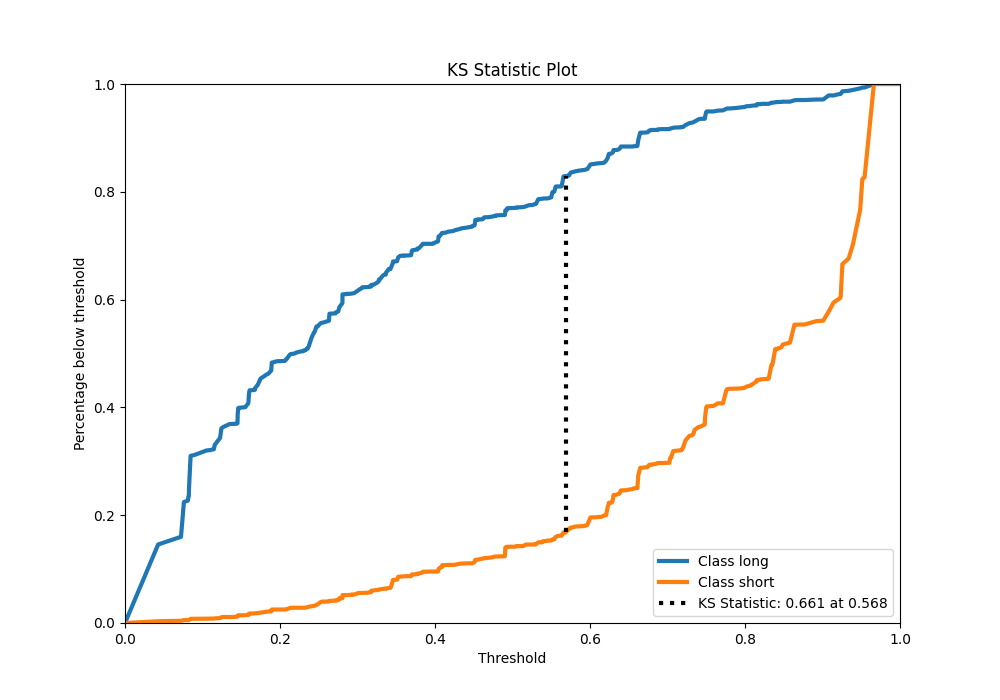 KS Statistic Plot
Percentage below threshold
1.0
0.8
0.6
0.4
0.2
0.0
0.0 0.2 0.4 0.6 0.8 1.0
Threshold
Class long
Class short
KS Statistic: 0.661 at 0.568